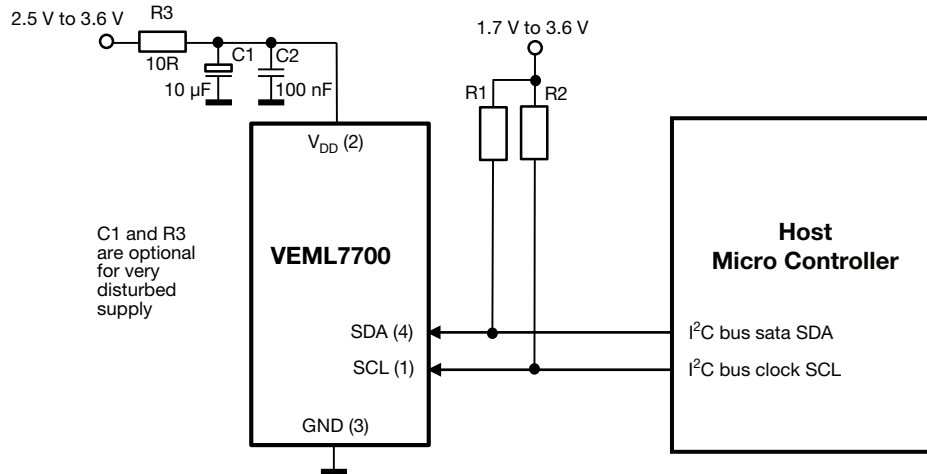 2.5 V to 3.6 V
R3
10R
C1
10 µF
C2
100 nF
1.7 V to 3.6 V
R1
R2
VDD (2)
C1 and R3
are optional
for very
disturbed
supply
VEML7700
SDA (4)
SCL (1)
GND (3)
Host
Micro Controller
I²C bus sata SDA
I²C bus clock SCL